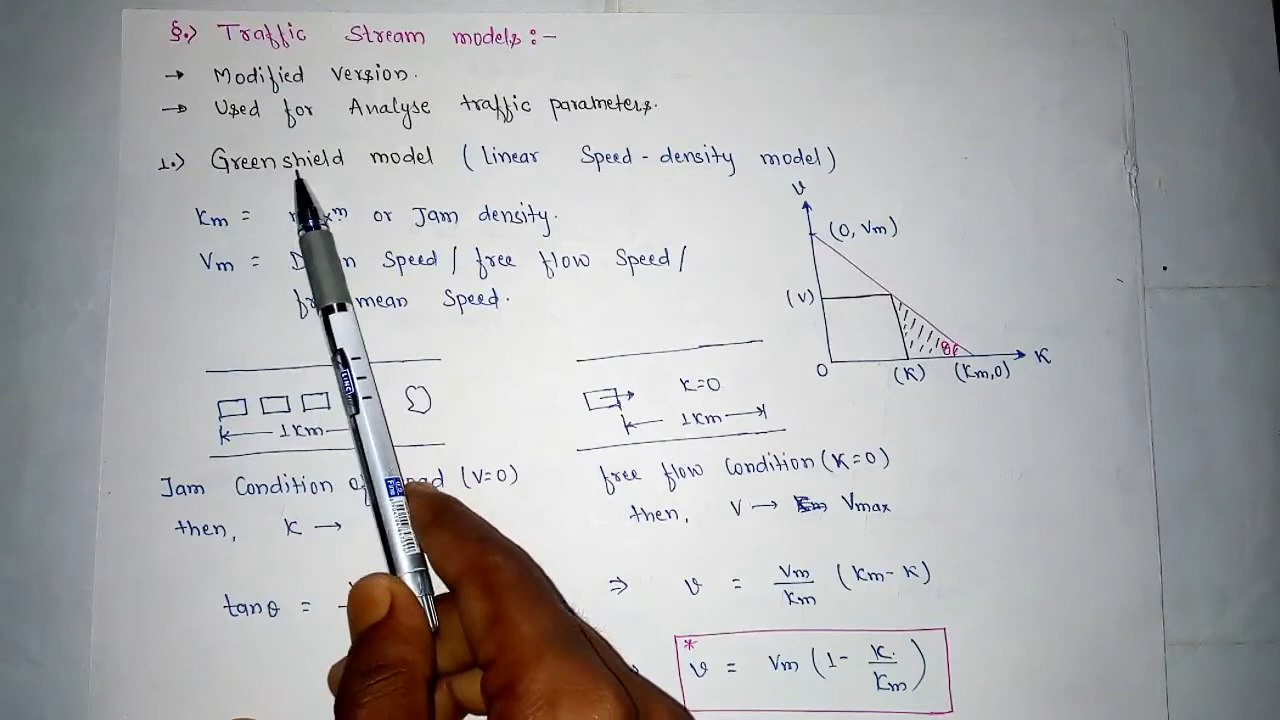 §.) Traffic Stream models :-
→ Modified Version.
→ Used for Analyse traffic parameters.
1.) Greenshield model (linear Speed-density model)
Km = or Jam density.
Vm = Speed / free flow Speed /
mean Speed.
v
(0, Vm)
(v)
θ
0
(K)
(Km,0)
K
1Km
K=0
1Km
Jam Condition (V=0)
then, K →
free flow Condition (K=0)
then, V → Vmax
tanθ =
⇒ v = Vm/Km (Km-K)
* v = Vm (1- K/Km)
LINC